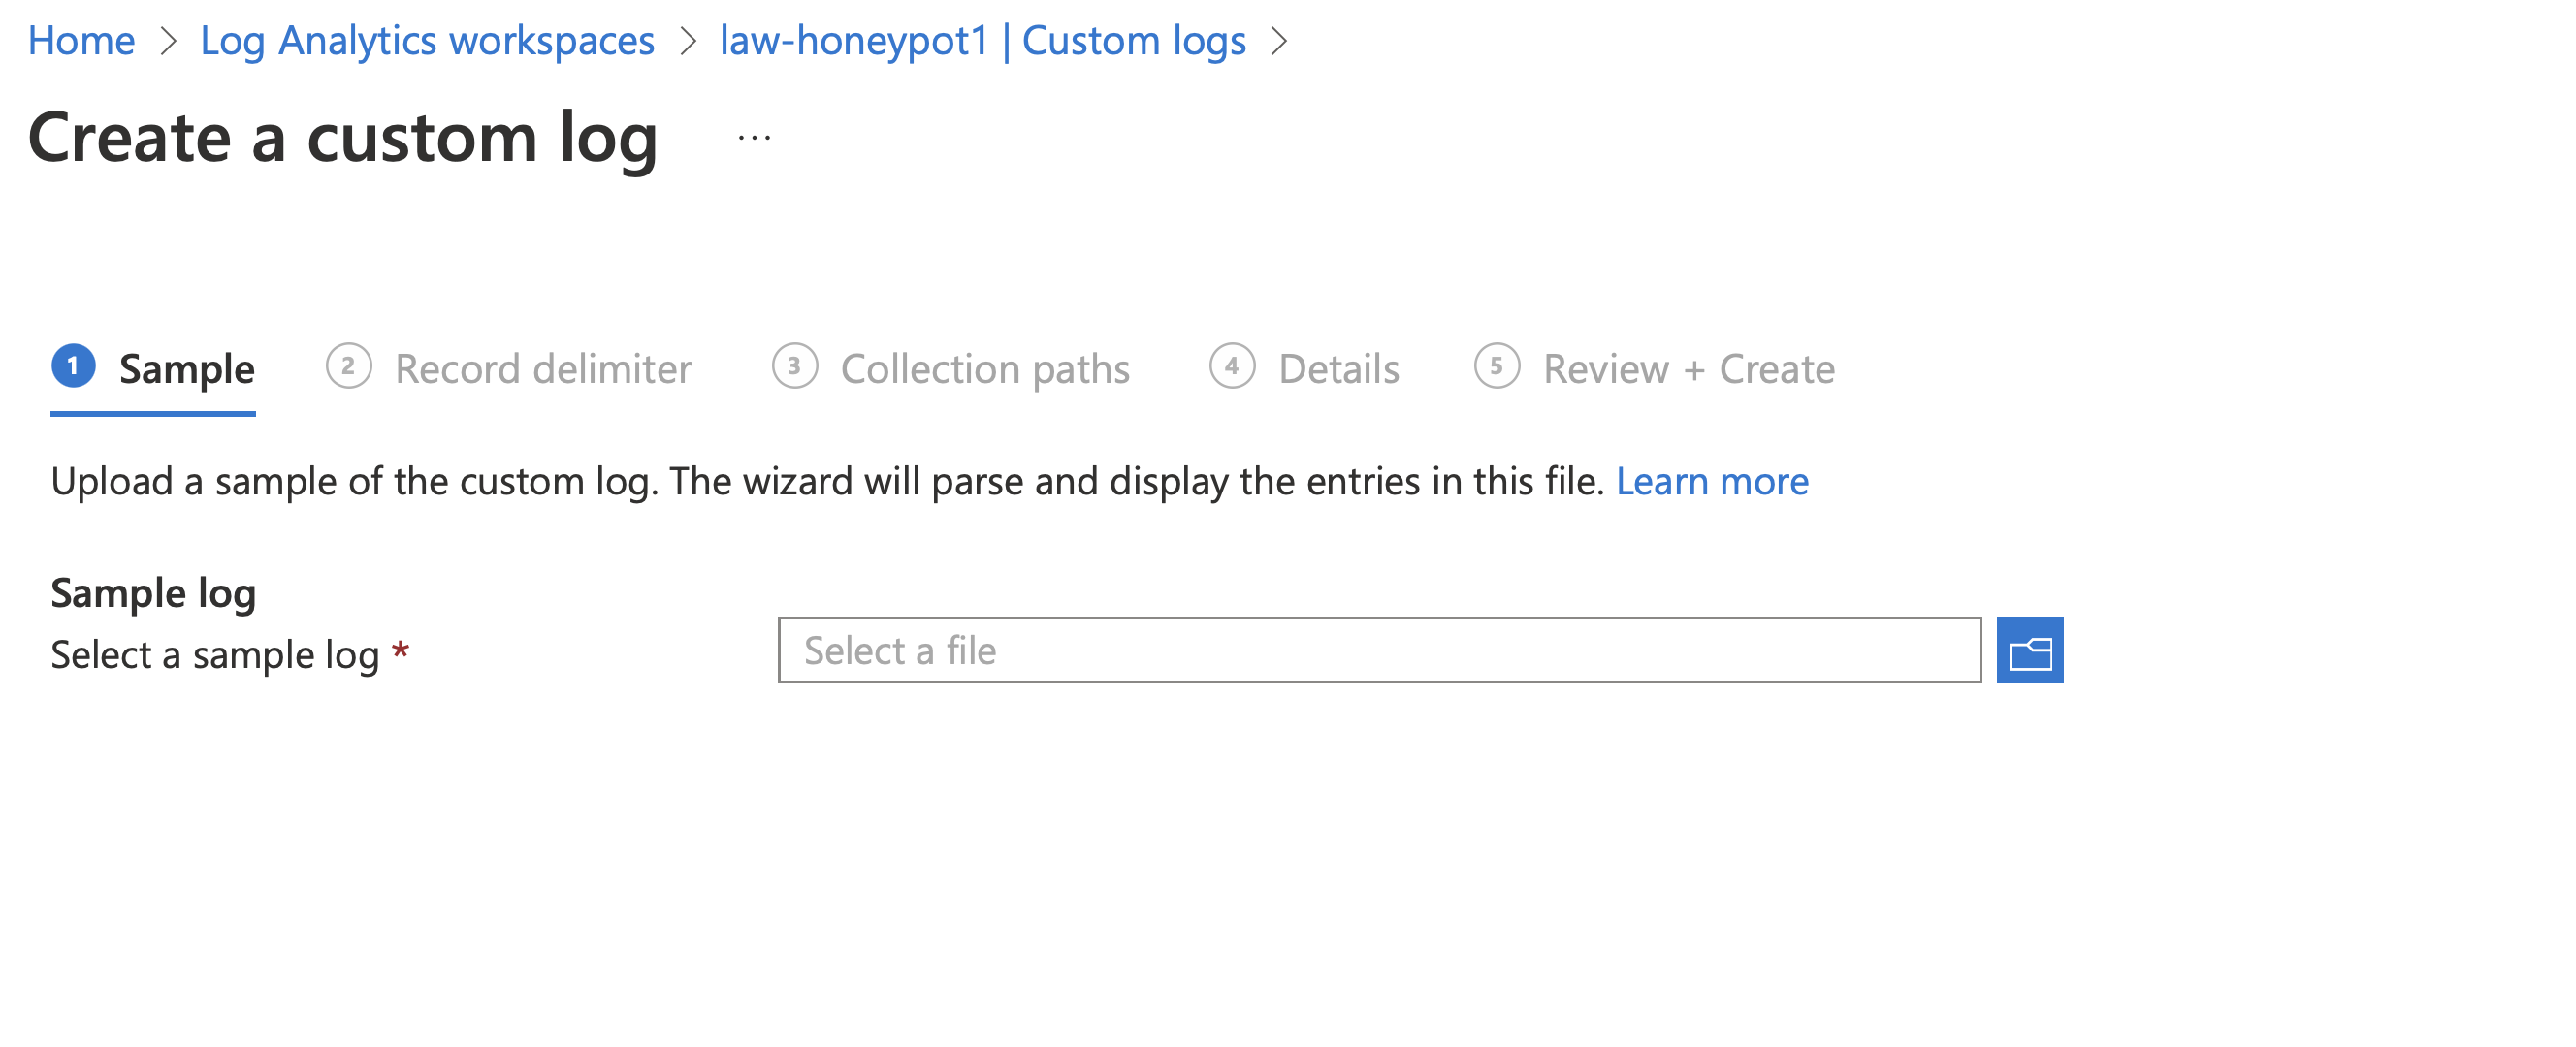 Home > Log Analytics workspaces > law-honeypot1 | Custom logs >
Create a custom log ...
1 Sample 2 Record delimiter 3 Collection paths 4 Details 5 Review + Create
Upload a sample of the custom log. The wizard will parse and display the entries in this file. Learn more
Sample log
Select a sample log * Select a file